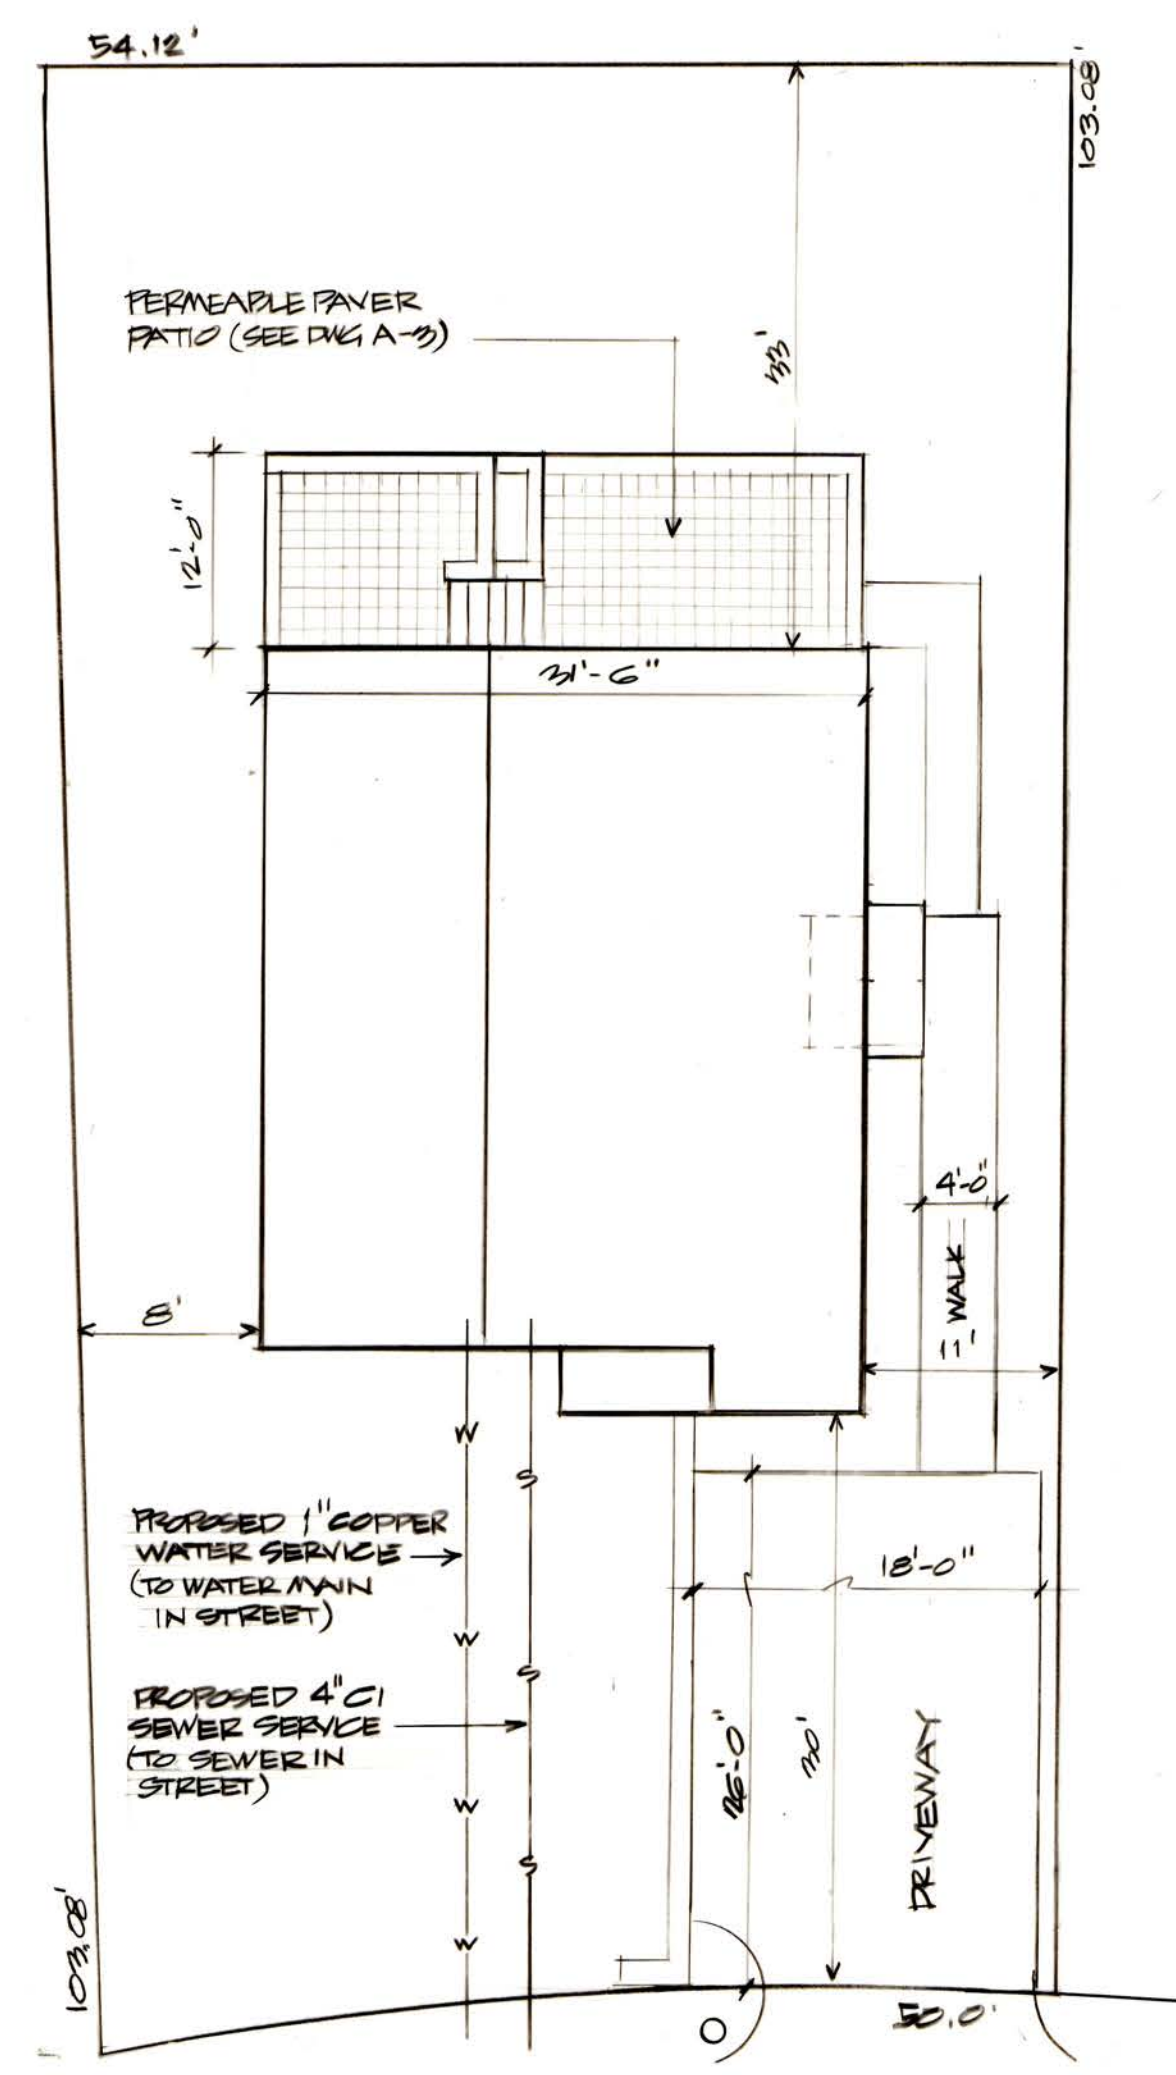 54.12'
103.08'
PERMEABLE PAVER
PATIO (SEE DWG A-3)
33'
12'-0"
31'-6"
4'-0"
WALK
8'
11'
W
S
PROPOSED 1" COPPER
WATER SERVICE
(TO WATER MAIN
IN STREET)
18'-0"
W
S
PROPOSED 4" CI
SEWER SERVICE
(TO SEWER IN
STREET)
26'-0"
30'
DRIVEWAY
W
S
W
103.08'
50.0'